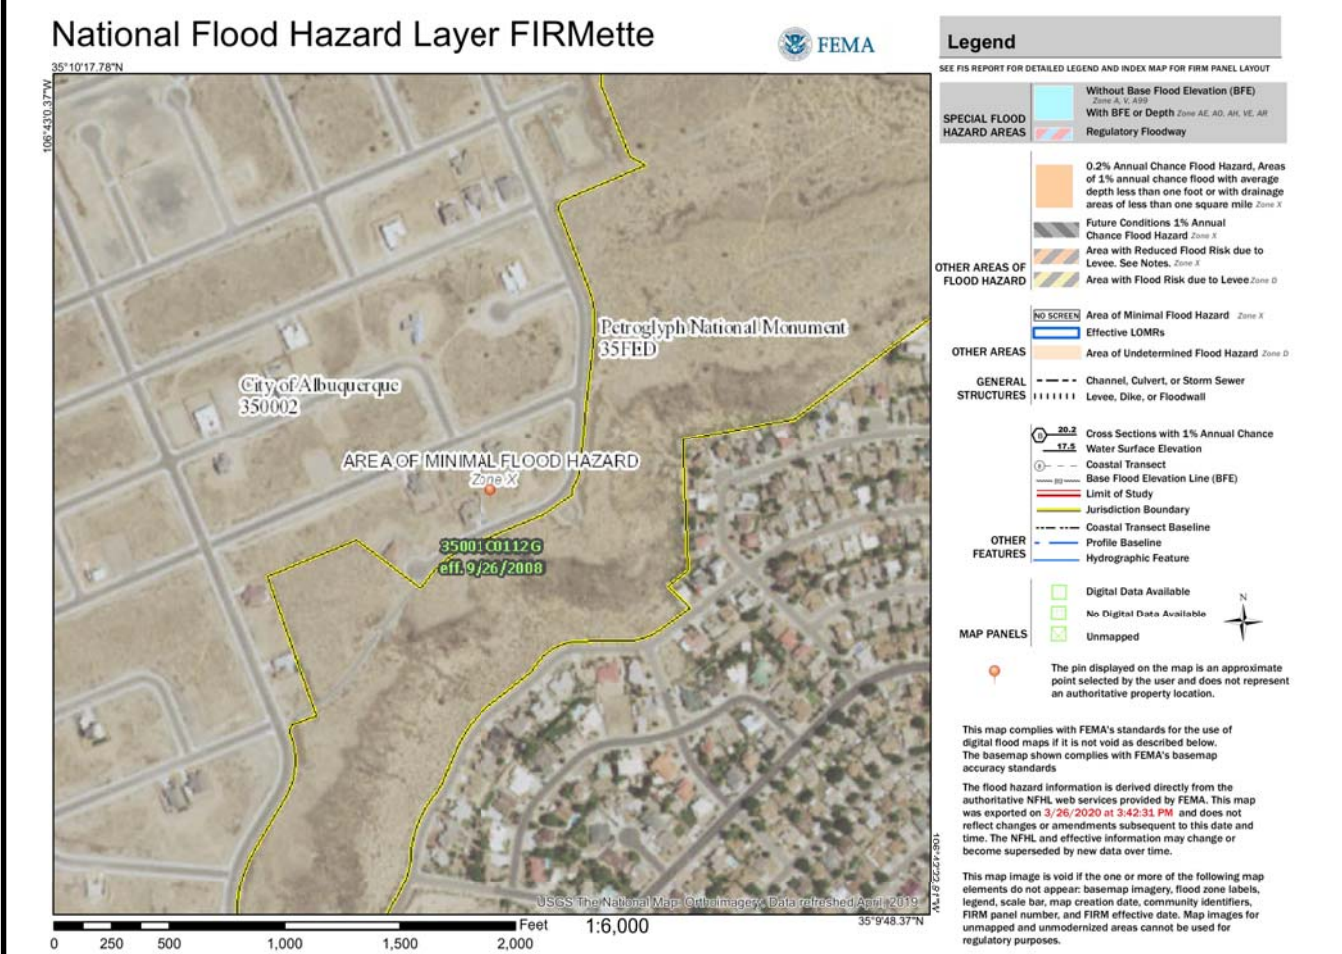 National Flood Hazard Layer FIRMette
FEMA
Legend
35°10'17.78"N
106°43'0.37"W
SEE FIS REPORT FOR DETAILED LEGEND AND INDEX MAP FOR FIRM PANEL LAYOUT
SPECIAL FLOOD
HAZARD AREAS
Without Base Flood Elevation (BFE)
Zone A, V, A99
With BFE or Depth Zone AE, AO, AH, VE, AR
Regulatory Floodway
0.2% Annual Chance Flood Hazard, Areas
of 1% annual chance flood with average
depth less than one foot or with drainage
areas of less than one square mile Zone X
Future Conditions 1% Annual
Chance Flood Hazard Zone X
Area with Reduced Flood Risk due to
Levee. See Notes. Zone X
Area with Flood Risk due to Levee Zone D
OTHER AREAS OF
FLOOD HAZARD
NO SCREEN Area of Minimal Flood Hazard Zone X
Effective LOMRs
OTHER AREAS
Area of Undetermined Flood Hazard Zone D
GENERAL
STRUCTURES
Channel, Culvert, or Storm Sewer
Levee, Dike, or Floodwall
20.2 Cross Sections with 1% Annual Chance
17.5 Water Surface Elevation
Coastal Transect
Base Flood Elevation Line (BFE)
Limit of Study
Jurisdiction Boundary
Coastal Transect Baseline
OTHER
FEATURES
Profile Baseline
Hydrographic Feature
MAP PANELS
Digital Data Available
No Digital Data Available
Unmapped
N
The pin displayed on the map is an approximate
point selected by the user and does not represent
an authoritative property location.
This map complies with FEMA's standards for the use of
digital flood maps if it is not void as described below.
The basemap shown complies with FEMA's basemap
accuracy standards
The flood hazard information is derived directly from the
authoritative NFHL web services provided by FEMA. This map
was exported on 3/26/2020 at 3:42:31 PM and does not
reflect changes or amendments subsequent to this date and
time. The NFHL and effective information may change or
become superseded by new data over time.
This map image is void if the one or more of the following map
elements do not appear: basemap imagery, flood zone labels,
legend, scale bar, map creation date, community identifiers,
FIRM panel number, and FIRM effective date. Map images for
unmapped and unmodernized areas cannot be used for
regulatory purposes.
Petroglyph National Monument
35FED
City of Albuquerque
350002
AREA OF MINIMAL FLOOD HAZARD
Zone X
35001C0112G
eff. 9/26/2008
USGS The National Map: Orthoimagery. Data refreshed April, 2019.
106°42'22.91"W
35°9'48.37"N
Feet 1:6,000
0 250 500 1,000 1,500 2,000